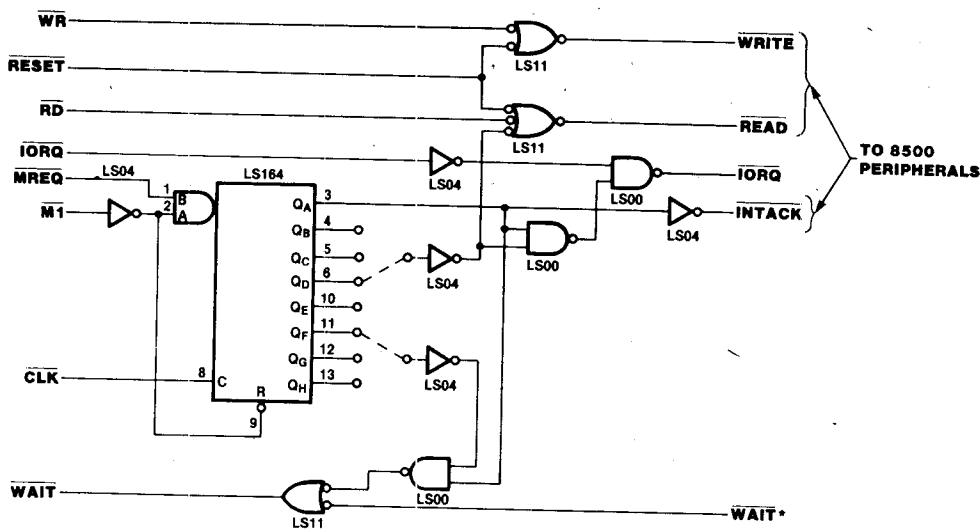 WR
WRITE
LS11
RESET
RD
READ
LS11
IORQ
LS04
IORQ
LS00
TO 8500
PERIPHERALS
MREQ
LS04
LS164
1
B
2
A
M1
QA
3
INTACK
LS04
QB
4
LS00
QC
5
QD
6
LS04
QE
10
QF
11
QG
12
LS04
QH
13
CLK
8
C
R
9
WAIT
LS11
LS00
WAIT*